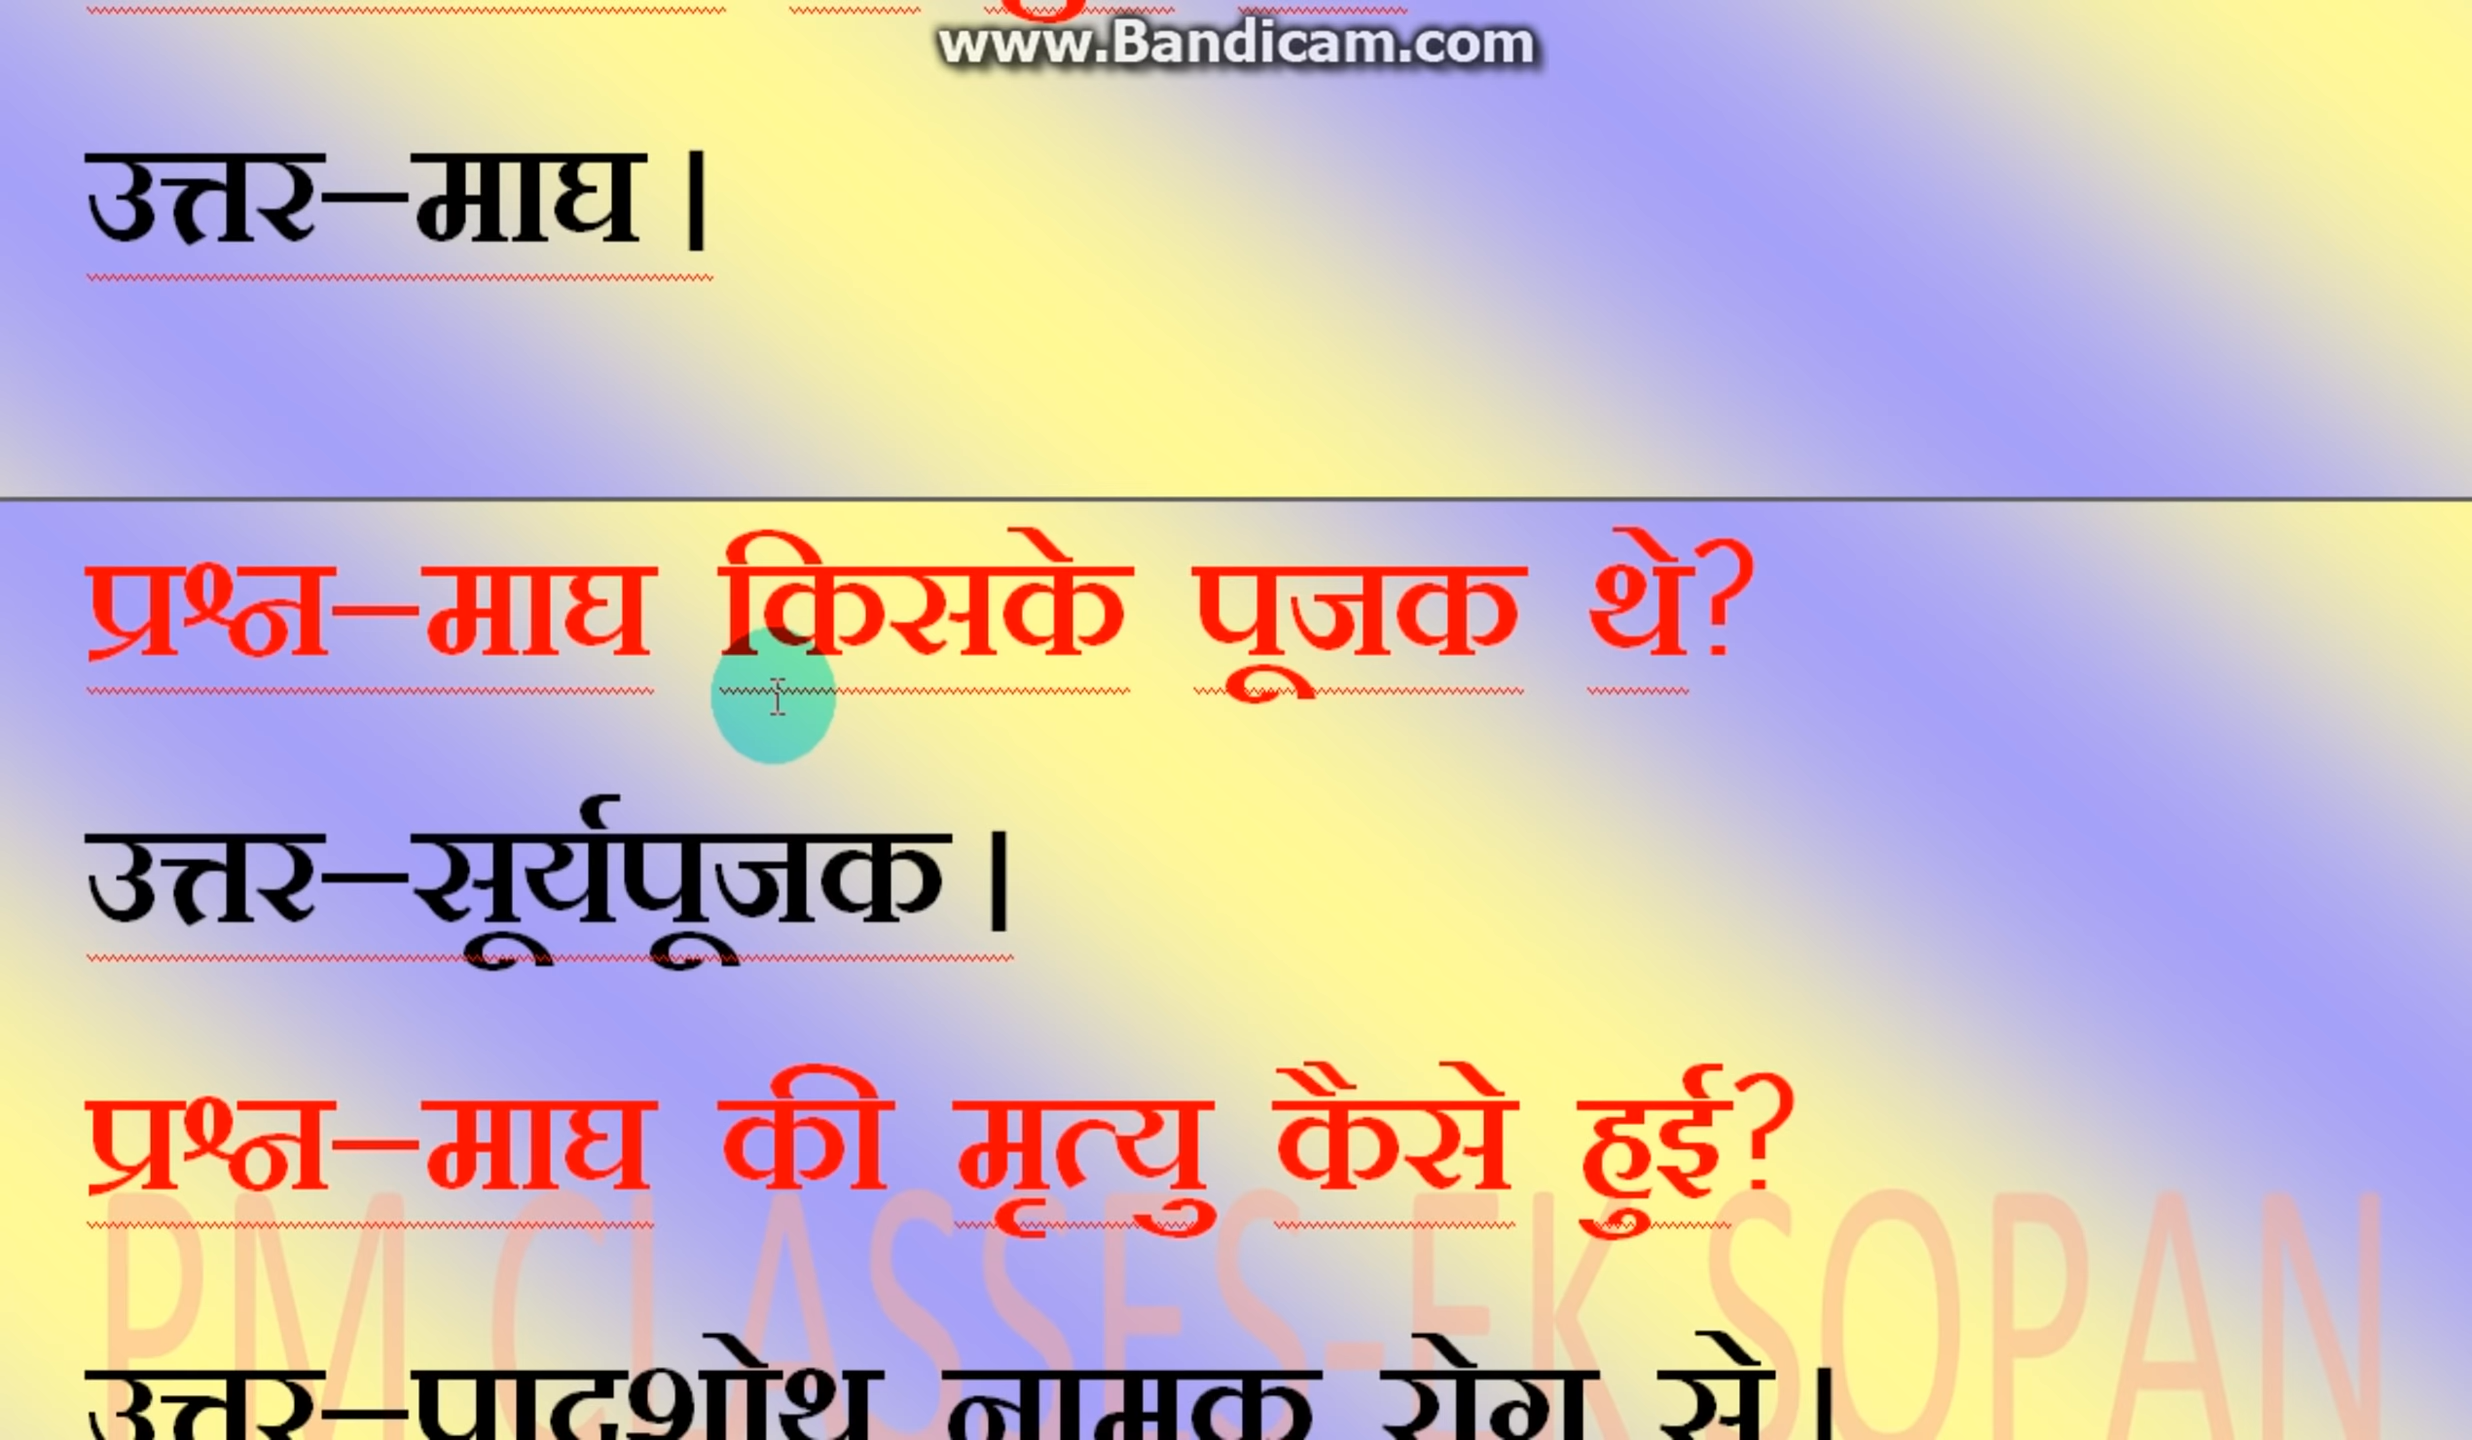 www.Bandicam.com
उत्तर–माघ।
प्रश्न–माघ किसके पूजक थे?
उत्तर–सूर्यपूजक।
प्रश्न–माघ की मृत्यु कैसे हुई?
PM CLASSES-EK SOPAN
उत्तर–पादशोथ नामक रोग से।